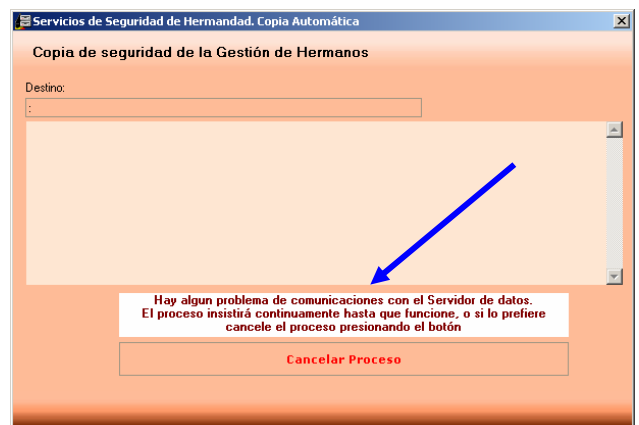 Servicios de Seguridad de Hermandad. Copia Automática
Copia de seguridad de la Gestión de Hermanos
Destino:
:
Hay algun problema de comunicaciones con el Servidor de datos.
El proceso insistirá continuamente hasta que funcione, o si lo prefiere
cancele el proceso presionando el botón
Cancelar Proceso